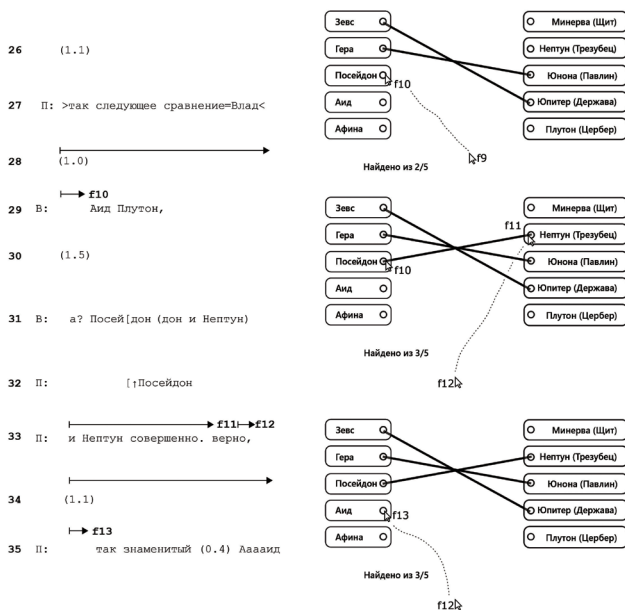 26 (1.1)
27 П: >так следующее сравнение=Влад<
28 (1.0)
f10
29 В: Аид Плутон,
30 (1.5)
31 В: а? Посей[дон (дон и Нептун)
32 П: [↑Посейдон
f11 f12
33 П: и Нептун совершенно. верно,
34 (1.1)
f13
35 П: так знаменитый (0.4) Ааааид
Зевс Минерва (Щит)
Гера Нептун (Трезубец)
Посейдон Юнона (Павлин)
f10
Аид Юпитер (Держава)
Афина Плутон (Цербер)
f9
Найдено из 2/5
Зевс Минерва (Щит)
f11
Гера Нептун (Трезубец)
Посейдон Юнона (Павлин)
f10
Аид Юпитер (Держава)
Афина Плутон (Цербер)
Найдено из 3/5
f12
Зевс Минерва (Щит)
Гера Нептун (Трезубец)
Посейдон Юнона (Павлин)
Аид Юпитер (Держава)
f13
Афина Плутон (Цербер)
Найдено из 3/5
f12